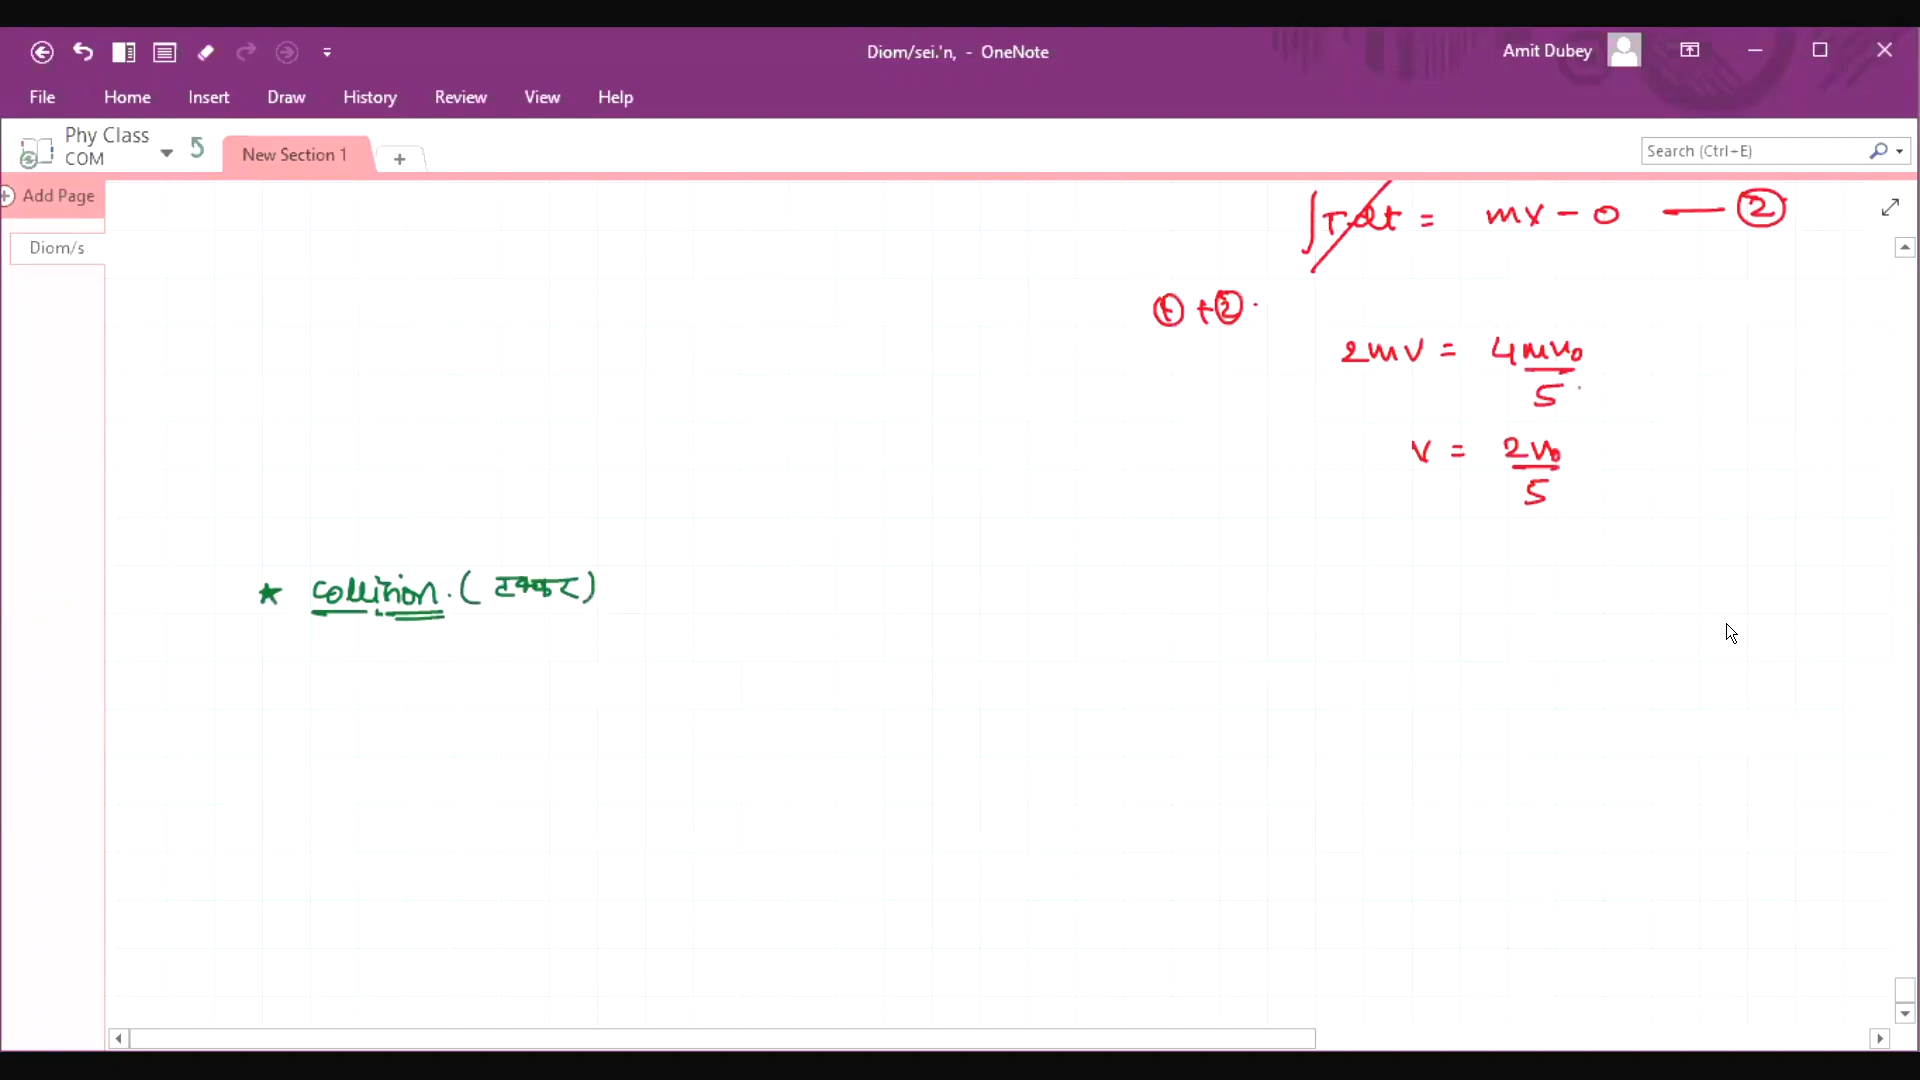 Diom/sei.'n, - OneNote
Amit Dubey
File Home Insert Draw History Review View Help
Phy Class
COM
New Section 1
Search (Ctrl+E)
Add Page
Diom/s
∫T.dt = mv - 0 — ②
① + ②
2mv = 4mv₀/5
v = 2v₀/5
★ Collision. (टक्कर)